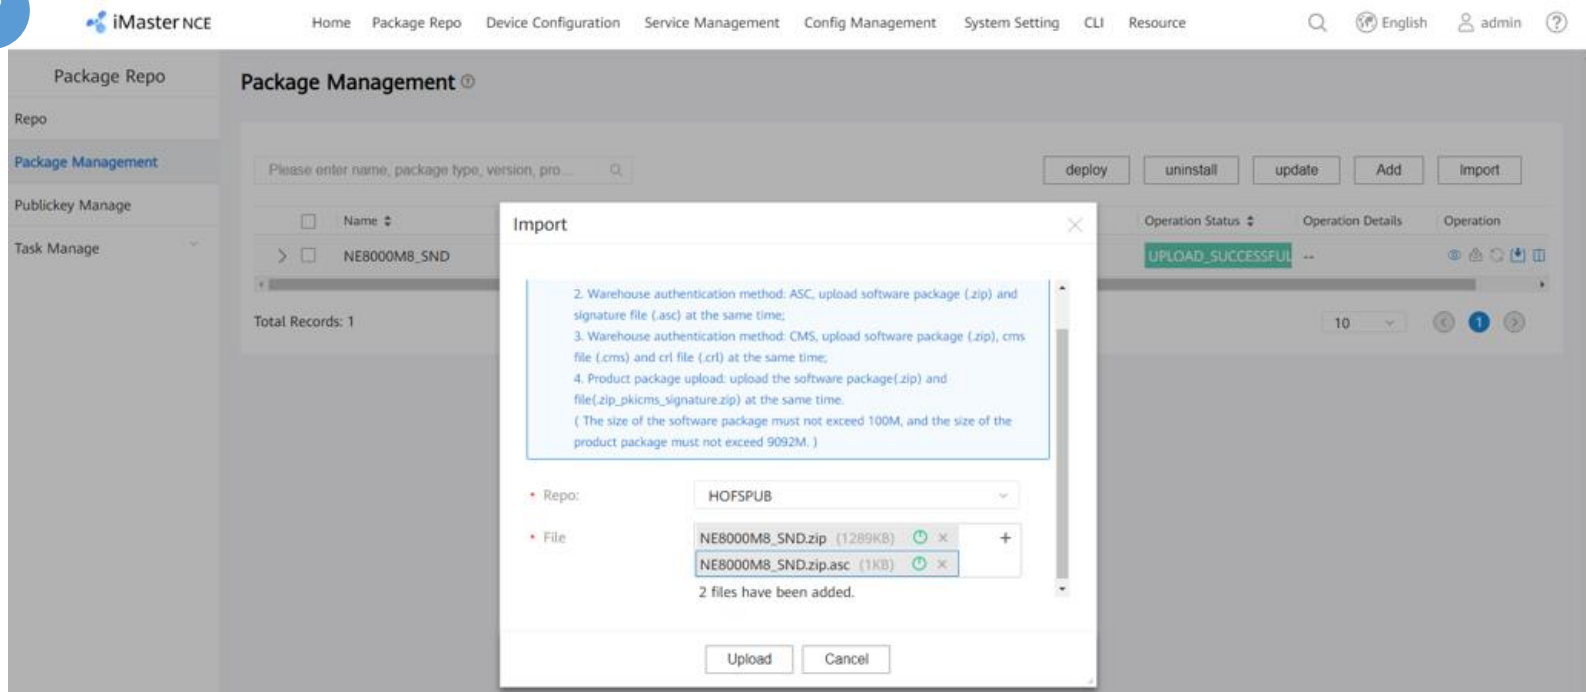 iMaster NCE
Home Package Repo Device Configuration Service Management Config Management System Setting CLI Resource English admin
Package Repo
Repo
Package Management
Publickey Manage
Task Manage
Package Management
Please enter name, package type, version, pro...
deploy uninstall update Add Import
Name Operation Status Operation Details Operation
NE8000M8_SND UPLOAD_SUCCESSFUL --
Total Records: 1
10 1
Import
2. Warehouse authentication method: ASC, upload software package (.zip) and
signature file (.asc) at the same time;
3. Warehouse authentication method: CMS, upload software package (.zip), cms
file (.cms) and crl file (.crl) at the same time;
4. Product package upload: upload the software package(.zip) and
file(.zip_pkicms_signature.zip) at the same time.
( The size of the software package must not exceed 100M, and the size of the
product package must not exceed 9092M. )
* Repo: HOFSPUB
* File NE8000M8_SND.zip (1289KB) × +
NE8000M8_SND.zip.asc (1KB) ×
2 files have been added.
Upload Cancel